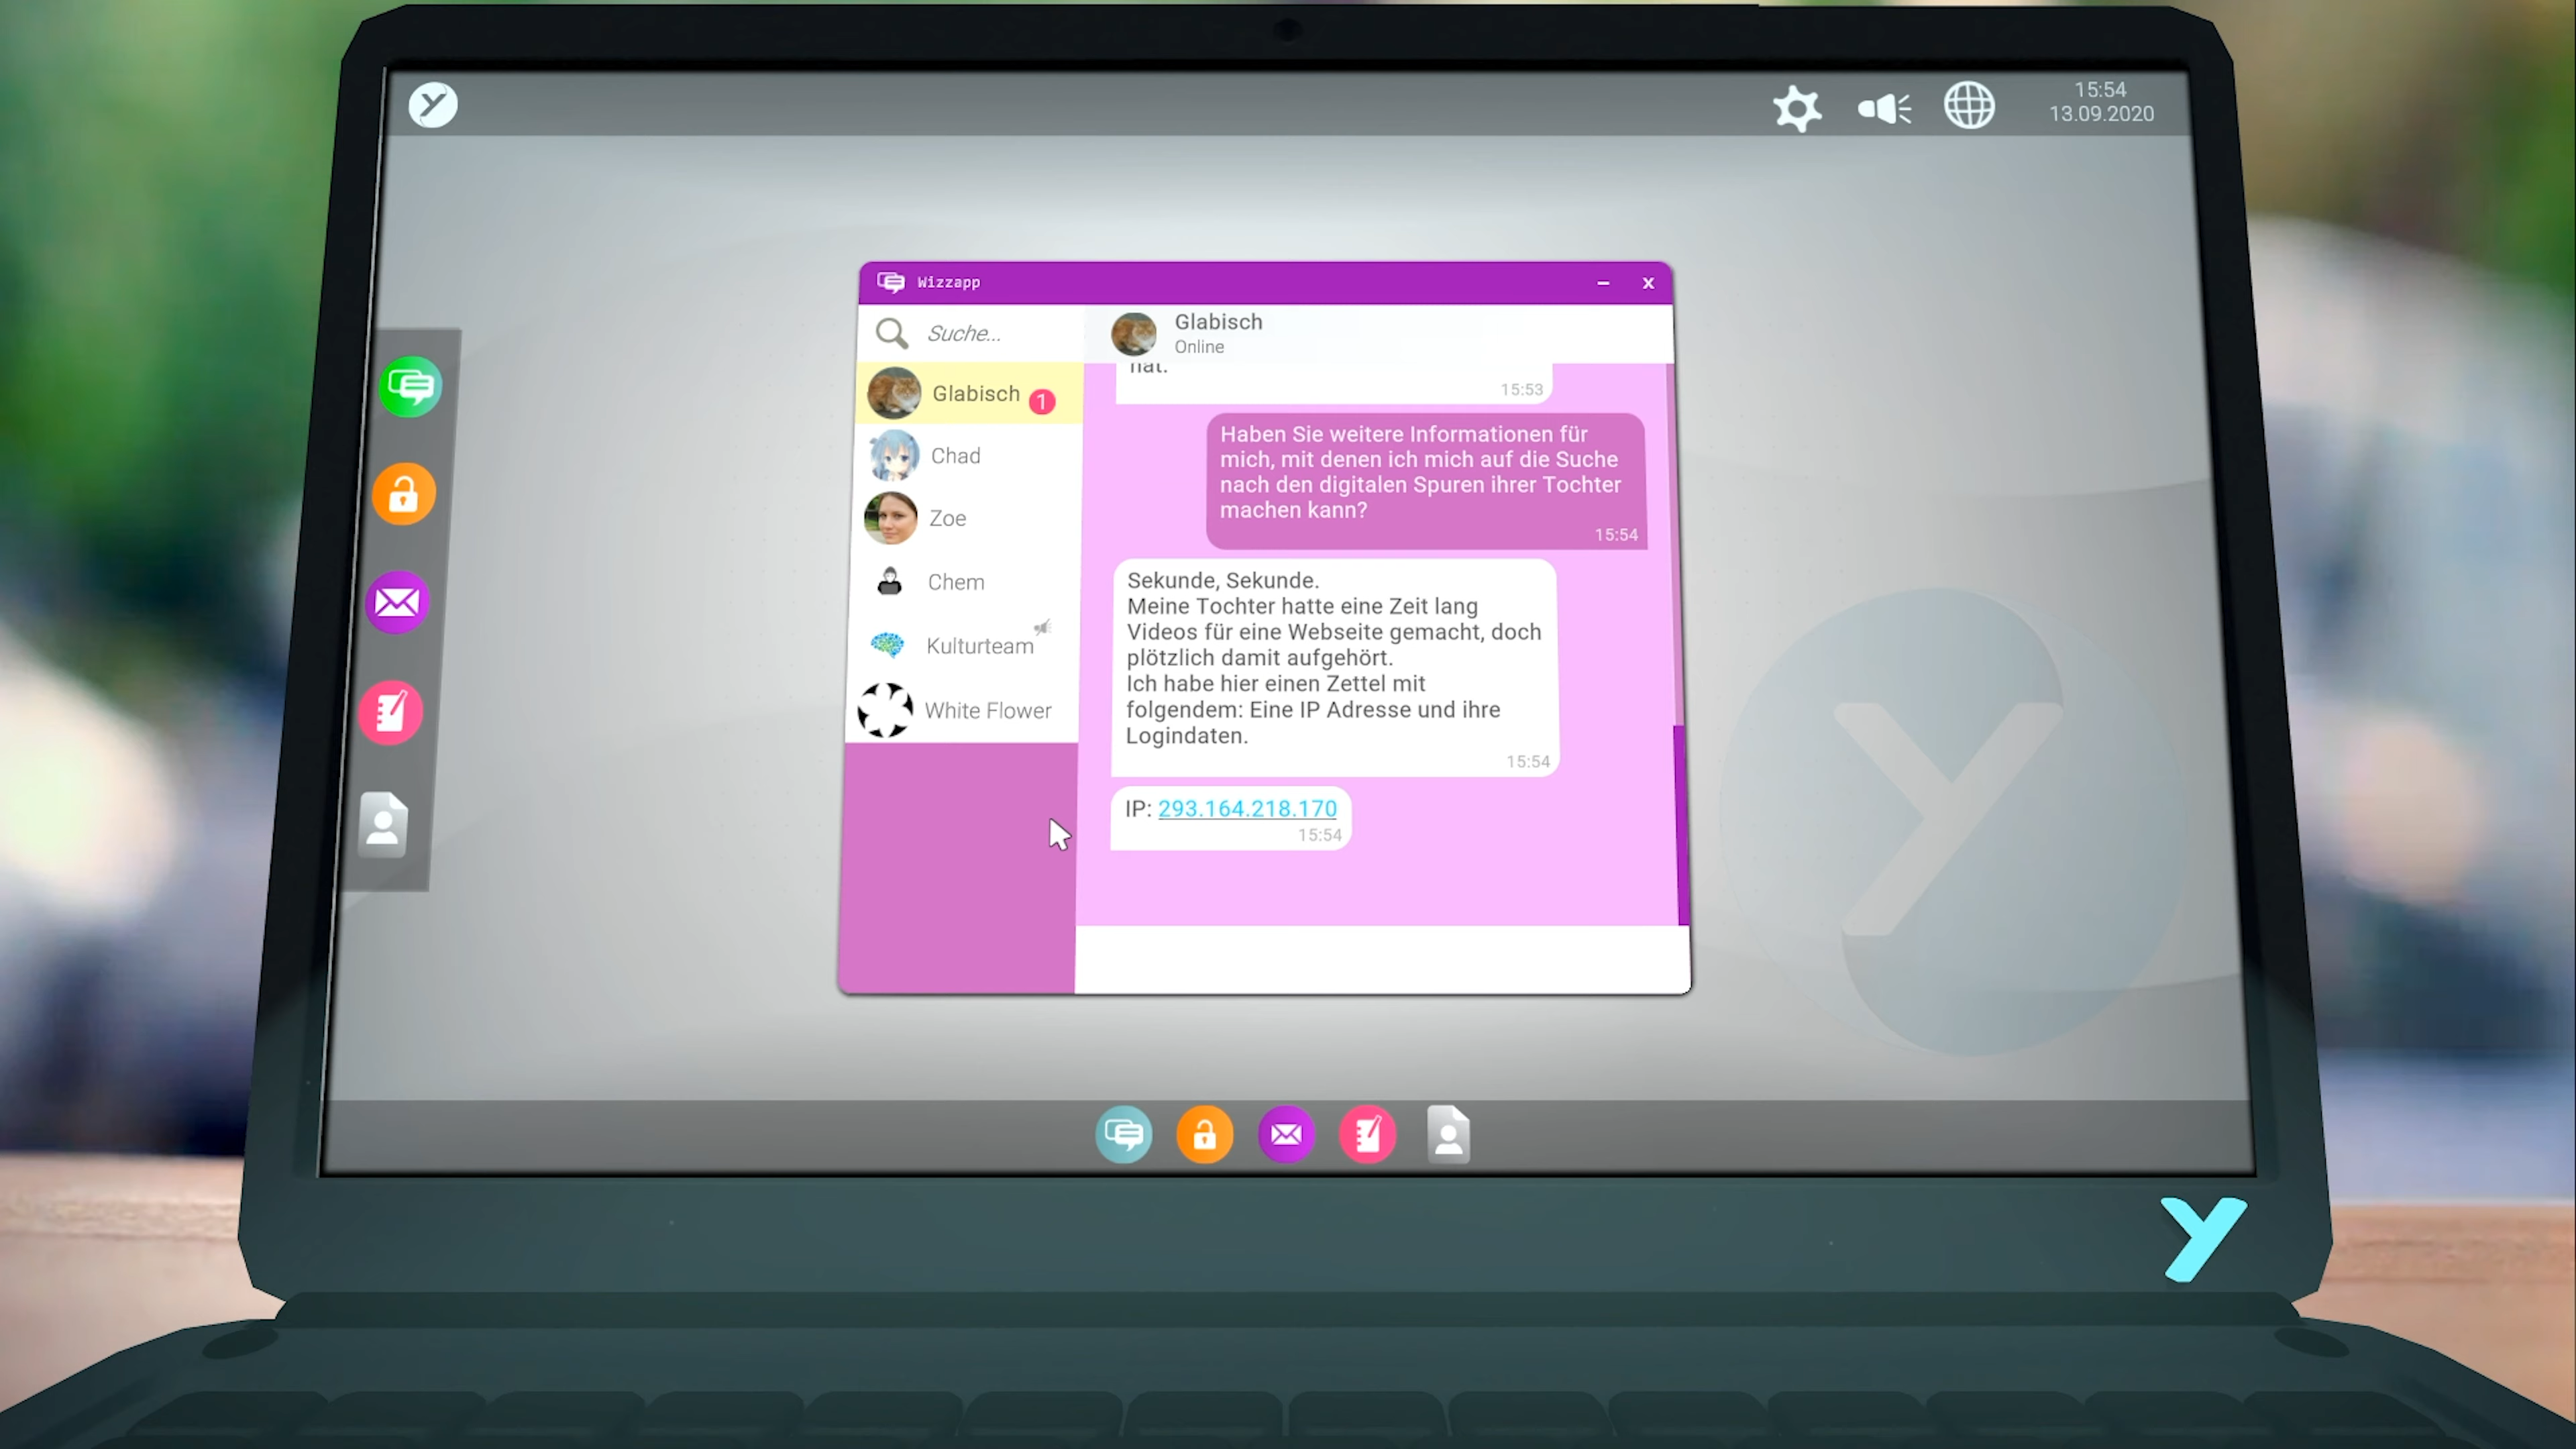 15:54
13.09.2020
Wizzapp
Suche...
Glabisch 1
Chad
Zoe
Chem
Kulturteam
White Flower
Glabisch
Online
hat.
15:53
Haben Sie weitere Informationen für
mich, mit denen ich mich auf die Suche
nach den digitalen Spuren ihrer Tochter
machen kann?
15:54
Sekunde, Sekunde.
Meine Tochter hatte eine Zeit lang
Videos für eine Webseite gemacht, doch
plötzlich damit aufgehört.
Ich habe hier einen Zettel mit
folgendem: Eine IP Adresse und ihre
Logindaten.
15:54
IP: 293.164.218.170
15:54